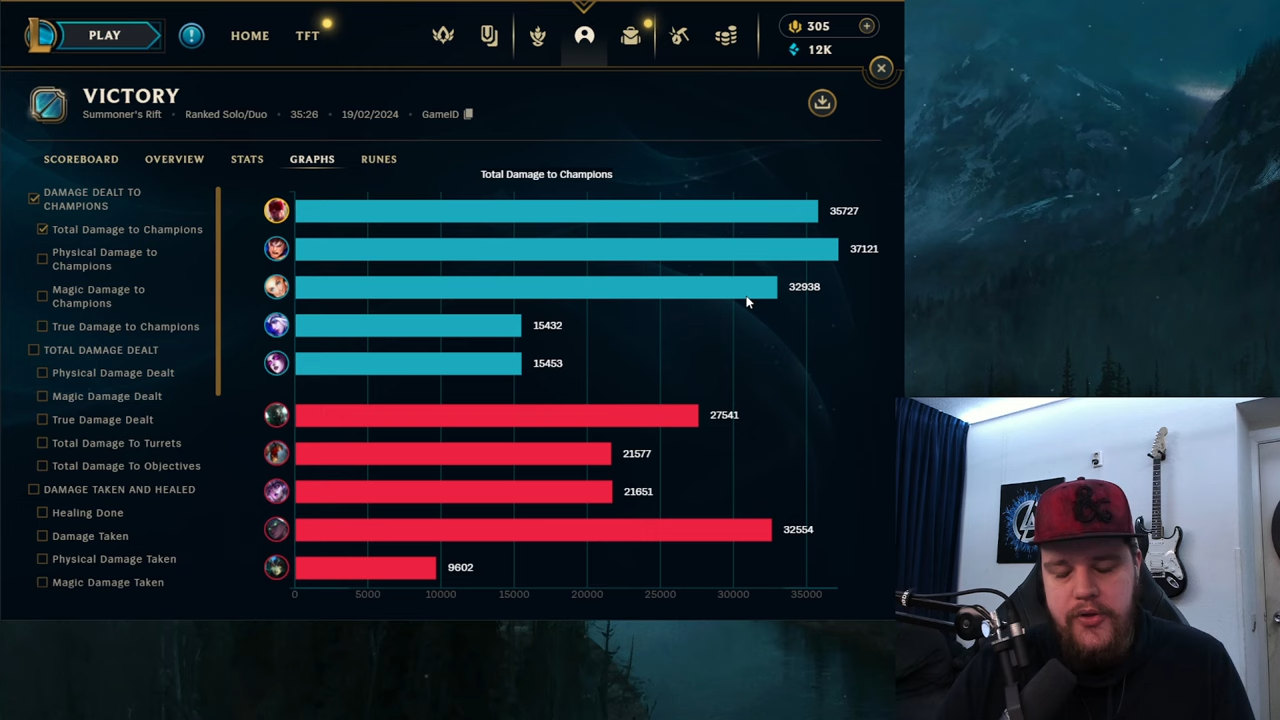 PLAY
HOME
TFT
305
12K
VICTORY
Summoner's Rift • Ranked Solo/Duo • 35:26 • 19/02/2024 • GameID
SCOREBOARD
OVERVIEW
STATS
GRAPHS
RUNES
DAMAGE DEALT TO
CHAMPIONS
Total Damage to Champions
Physical Damage to
Champions
Magic Damage to
Champions
True Damage to Champions
TOTAL DAMAGE DEALT
Physical Damage Dealt
Magic Damage Dealt
True Damage Dealt
Total Damage To Turrets
Total Damage To Objectives
DAMAGE TAKEN AND HEALED
Healing Done
Damage Taken
Physical Damage Taken
Magic Damage Taken
Total Damage to Champions
35727
37121
32938
15432
15453
27541
21577
21651
32554
9602
0 5000 10000 15000 20000 25000 30000 35000